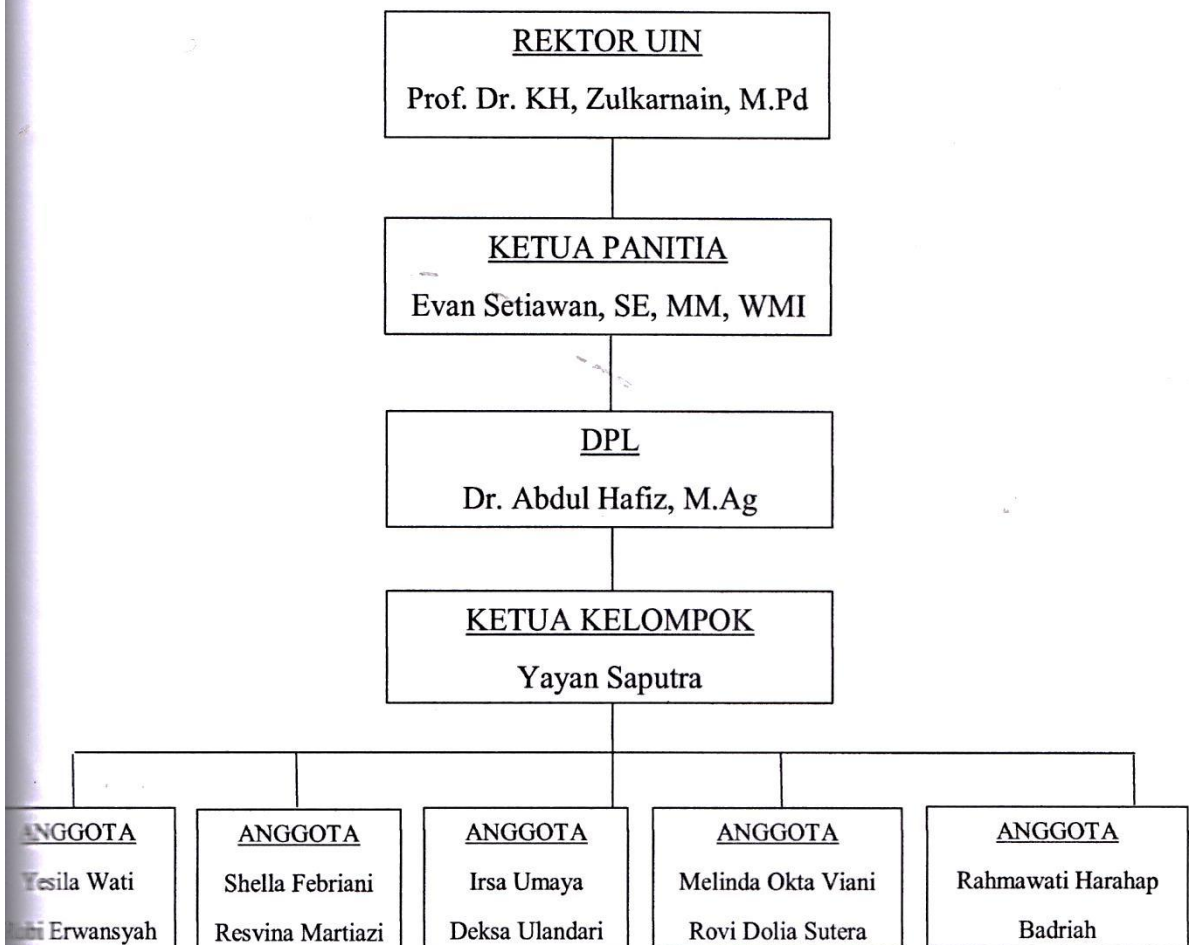 REKTOR UIN
Prof. Dr. KH, Zulkarnain, M.Pd
KETUA PANITIA
Evan Setiawan, SE, MM, WMI
DPL
Dr. Abdul Hafiz, M.Ag
KETUA KELOMPOK
Yayan Saputra
ANGGOTA
Yesila Wati
Erwansyah
ANGGOTA
Shella Febriani
Resvina Martiazi
ANGGOTA
Irsa Umaya
Deksa Ulandari
ANGGOTA
Melinda Okta Viani
Rovi Dolia Sutera
ANGGOTA
Rahmawati Harahap
Badriah